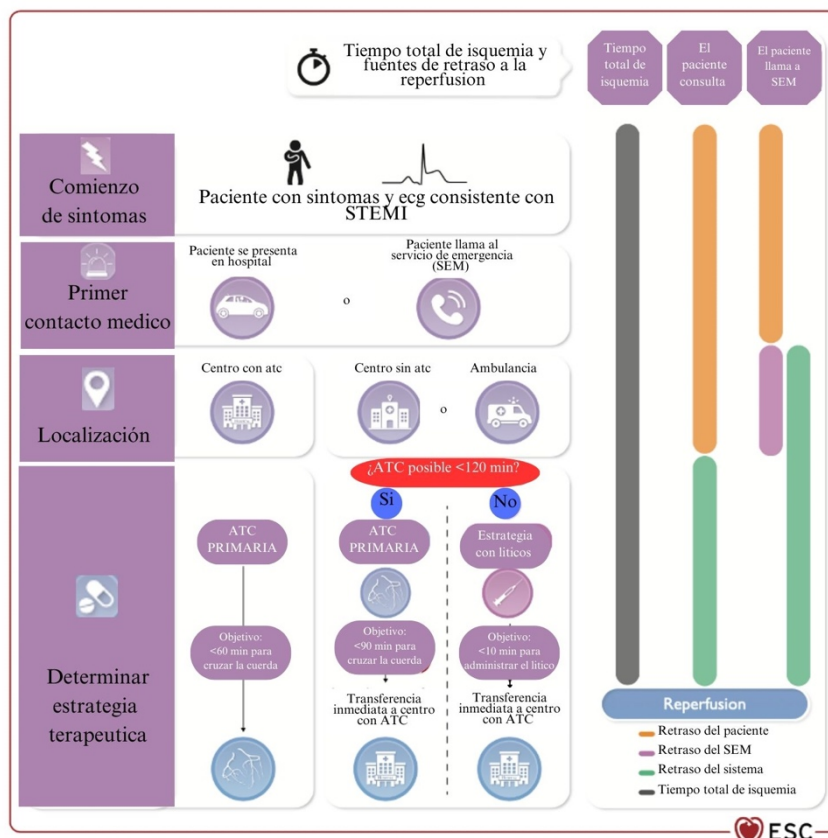 Tiempo total de isquemia y
fuentes de retraso a la
reperfusion
Tiempo
total de
isquemia
El
paciente
consulta
El paciente
llama a
SEM
Comienzo
de sintomas
Paciente con sintomas y ecg consistente con
STEMI
Primer
contacto medico
Paciente se presenta
en hospital
o
Paciente llama al
servicio de emergencia
(SEM)
Localización
Centro con atc
Centro sin atc
o
Ambulancia
Determinar
estrategia
terapeutica
¿ATC posible <120 min?
Si
No
ATC
PRIMARIA
ATC
PRIMARIA
Estrategia
con liticos
Objetivo:
<60 min para
cruzar la cuerda
Objetivo:
<90 min para
cruzar la cuerda
Objetivo:
<10 min para
administrar el litico
Transferencia
inmediata a centro
con ATC
Transferencia
inmediata a centro
con ATC
Reperfusion
Retraso del paciente
Retraso del SEM
Retraso del sistema
Tiempo total de isquemia
ESC